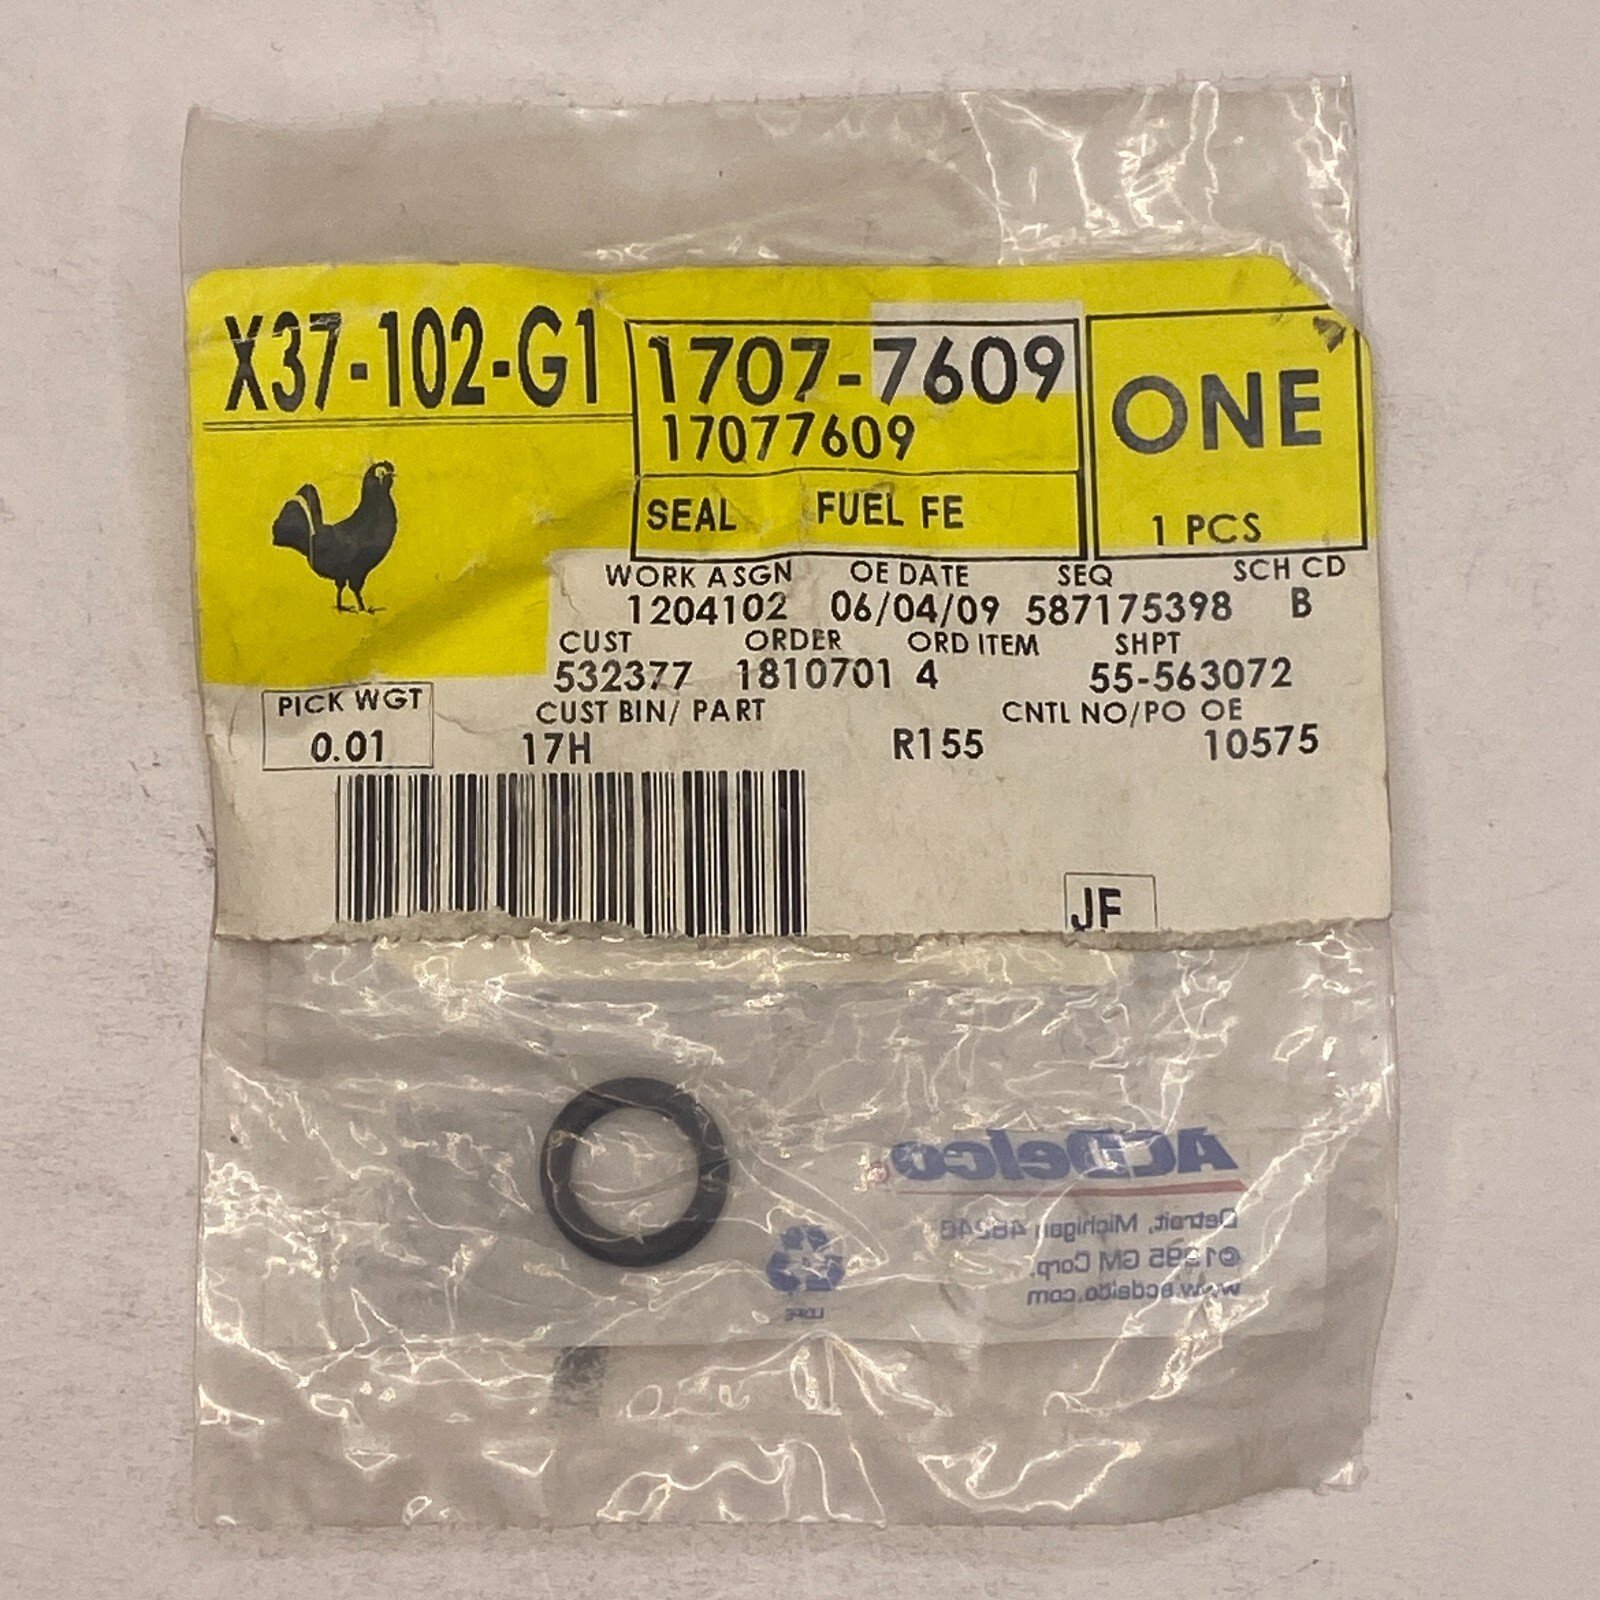 X37-102-G1
1707-7609
17077609
ONE
SEAL FUEL FE
1 PCS
WORK ASGN OE DATE SEQ SCH CD
1204102 06/04/09 587175398 B
CUST ORDER ORD ITEM SHPT
532377 1810701 4 55-563072
PICK WGT CUST BIN/ PART CNTL NO/PO OE
0.01 17H R155 10575
JF
ACDelco
Detroit, Michigan 48246
©1995 GM Corp.
www.acdelco.com
LDPE